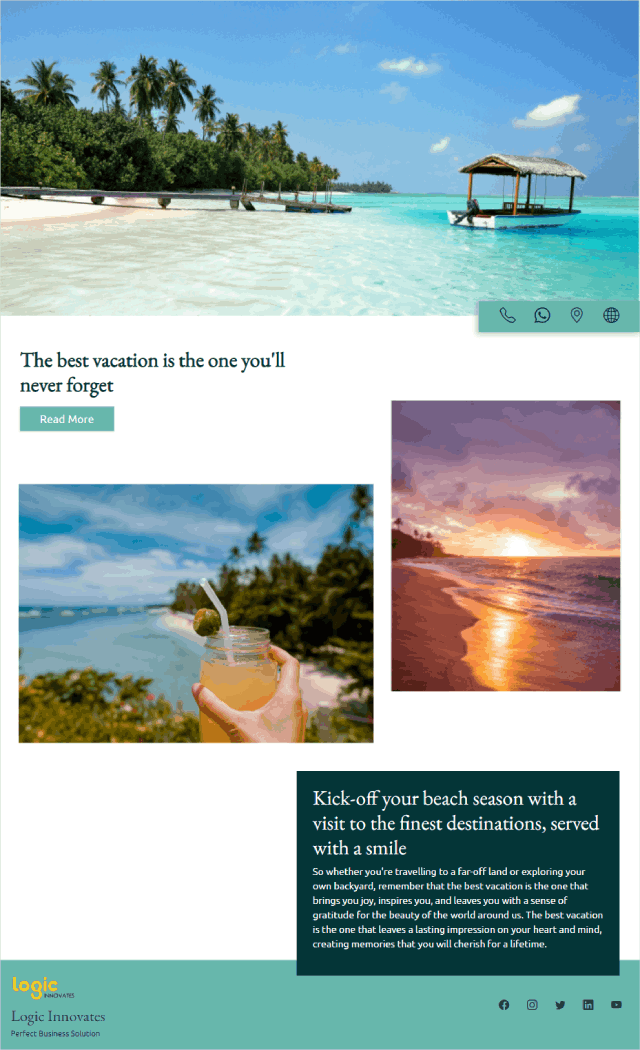 The best vacation is the one you'll
never forget
Read More
Kick-off your beach season with a
visit to the finest destinations, served
with a smile
So whether you're travelling to a far-off land or exploring your
own backyard, remember that the best vacation is the one that
brings you joy, inspires you, and leaves you with a sense of
gratitude for the beauty of the world around us. The best vacation
is the one that leaves a lasting impression on your heart and mind,
creating memories that you will cherish for a lifetime.
logic
INNOVATES
Logic Innovates
Perfect Business Solution